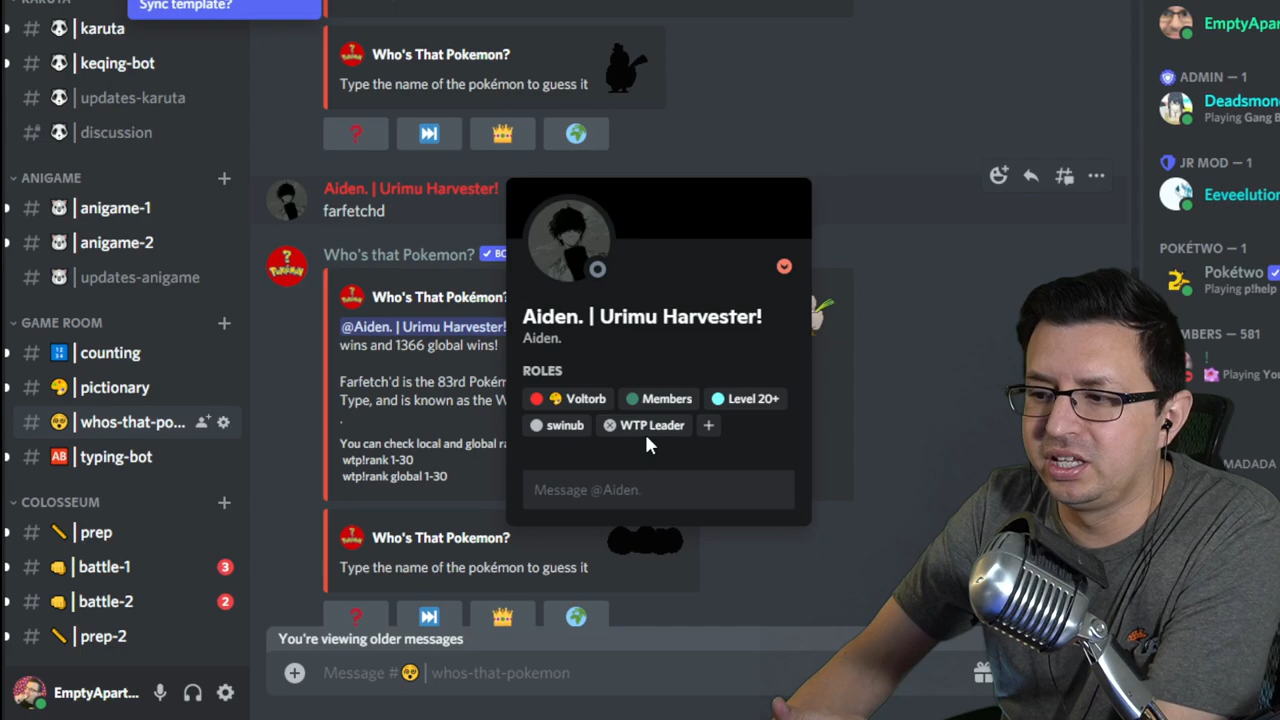 KARUTA
Sync template?
karuta
keqing-bot
updates-karuta
discussion
ANIGAME
anigame-1
anigame-2
updates-anigame
GAME ROOM
counting
pictionary
whos-that-po...
typing-bot
COLOSSEUM
prep
battle-1
3
battle-2
2
prep-2
EmptyApart...
Who's That Pokemon?
Type the name of the pokémon to guess it
Aiden. | Urimu Harvester!
farfetchd
Who's that Pokemon?
Who's That Pokémon?
@Aiden. | Urimu Harvester!
wins and 1366 global wins!
Farfetch'd is the 83rd Pokém
Type, and is known as the W
.
You can check local and global ra
wtp!rank 1-30
wtp!rank global 1-30
Who's That Pokemon?
Type the name of the pokémon to guess it
You're viewing older messages
Message # 😵 | whos-that-pokemon
Aiden. | Urimu Harvester!
Aiden.
ROLES
Voltorb
Members
Level 20+
swinub
WTP Leader
Message @Aiden.
EmptyApar
ADMIN — 1
Deadsmon
Playing Gang B
JR MOD — 1
Eeveelution
POKÉTWO — 1
Pokétwo
Playing p!help
MBERS — 581
!
Playing You
MADADA